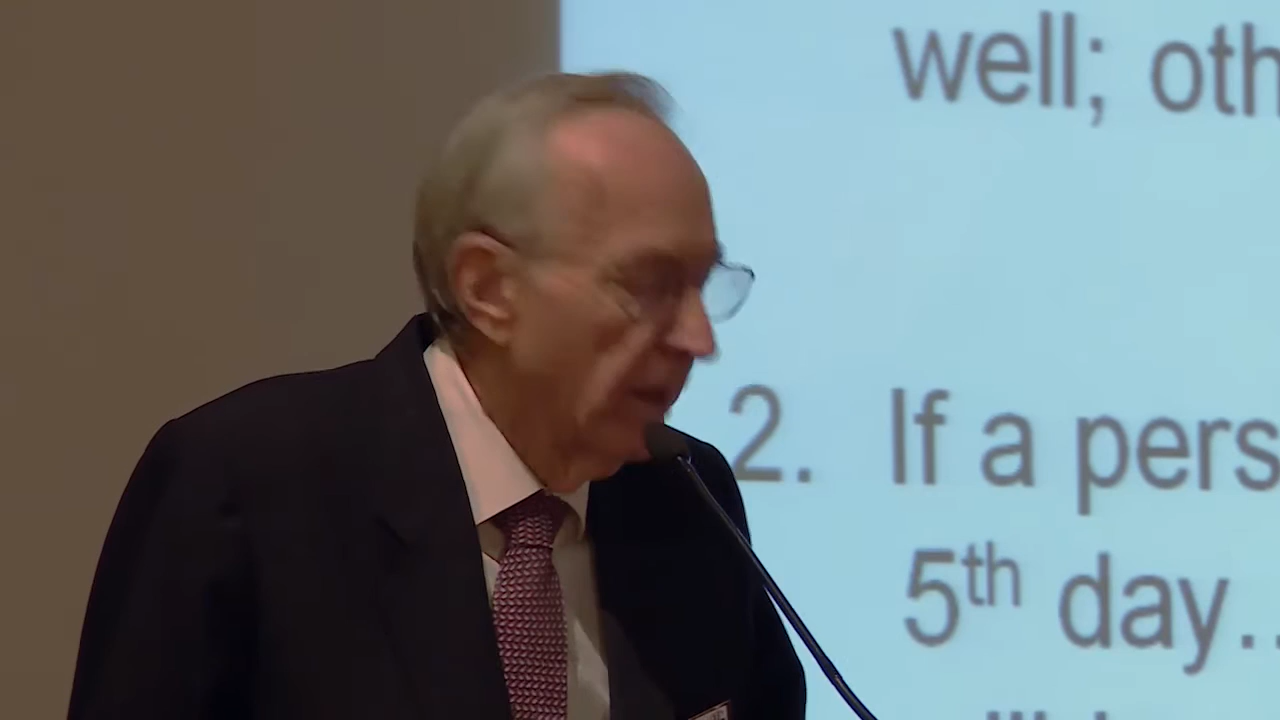 well; oth
2. If a pers
5th day..